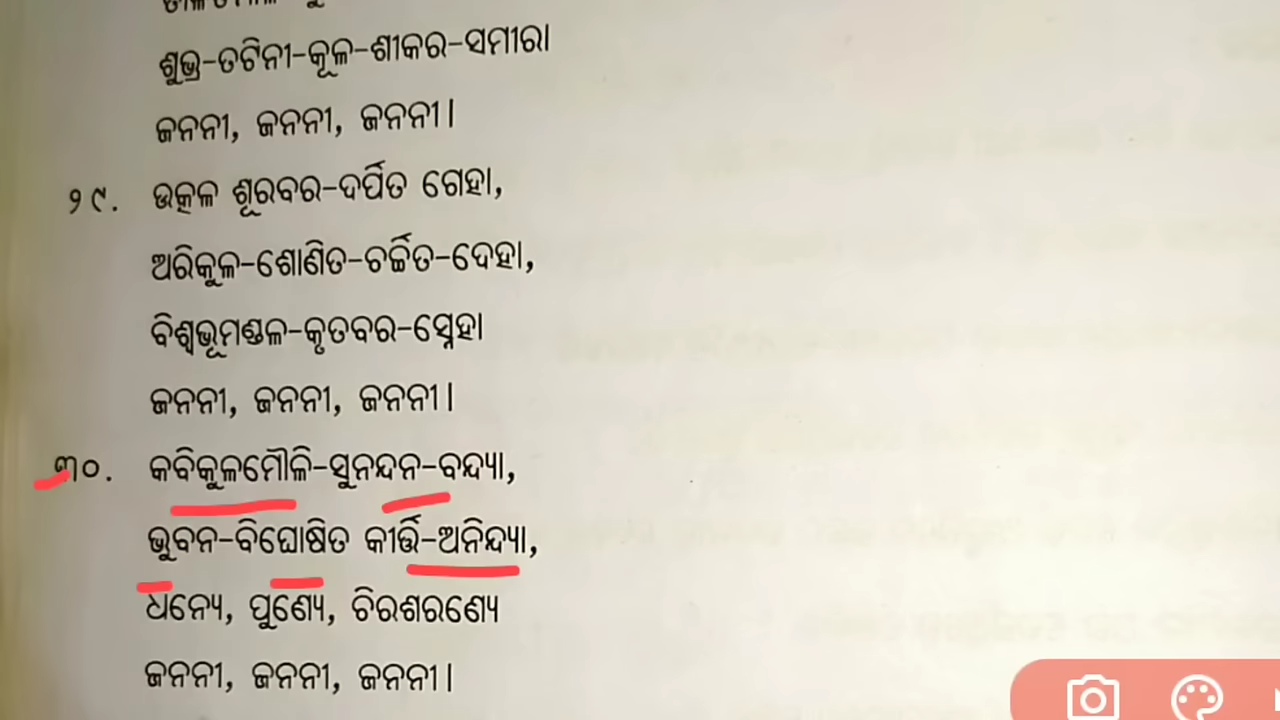 ଶୁଭ୍ର-ତଟିନୀ-କୂଳ-ଶୀକର-ସମୀରା
ଜନନୀ, ଜନନୀ, ଜନନୀ।
୨୯. ଉତ୍କଳ ଶୂରବର-ଦର୍ପିତ ଗେହା,
ଅରିକୁଳ-ଶୋଣିତ-ଚର୍ଚ୍ଚିତ-ଦେହା,
ବିଶ୍ୱଭୂମଣ୍ଡଳ-କୃତବର-ସ୍ନେହା
ଜନନୀ, ଜନନୀ, ଜନନୀ।
୩୦. କବିକୁଳମୌଳି-ସୁନନ୍ଦନ-ବନ୍ଦ୍ୟା,
ଭୁବନ-ବିଘୋଷିତ କୀର୍ତ୍ତି-ଅନିନ୍ଦ୍ୟା,
ଧନ୍ୟେ, ପୁଣ୍ୟେ, ଚିରଶରଣ୍ୟେ
ଜନନୀ, ଜନନୀ, ଜନନୀ।